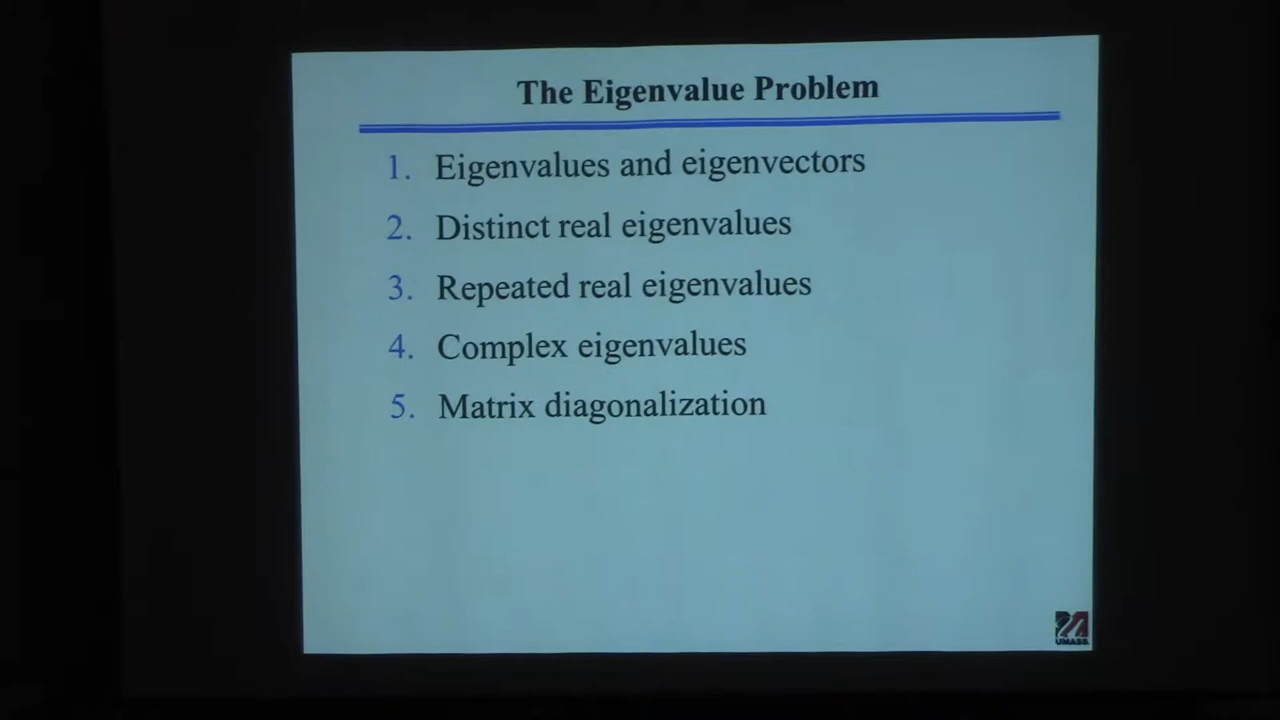 The Eigenvalue Problem
1. Eigenvalues and eigenvectors
2. Distinct real eigenvalues
3. Repeated real eigenvalues
4. Complex eigenvalues
5. Matrix diagonalization
UMASS